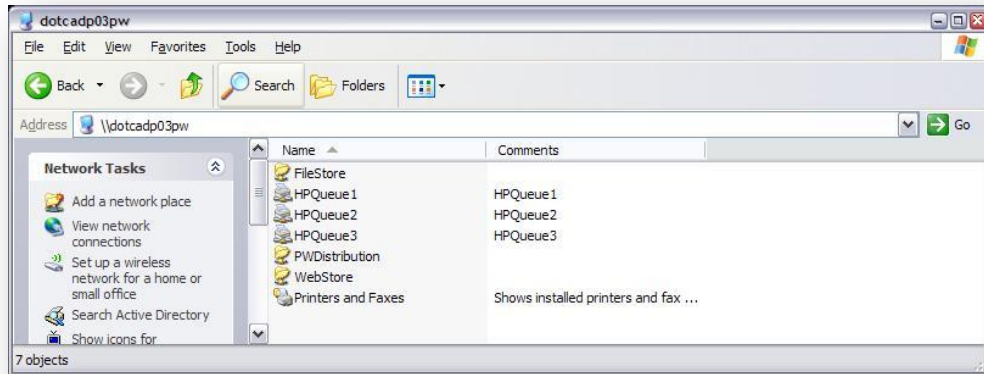 dotcadp03pw
File Edit View Favorites Tools Help
Back Search Folders
Address \\dotcadp03pw Go
Name Comments
Network Tasks
Add a network place
View network
connections
Set up a wireless
network for a home or
small office
Search Active Directory
Show icons for
FileStore
HPQueue1 HPQueue1
HPQueue2 HPQueue2
HPQueue3 HPQueue3
PWDistribution
WebStore
Printers and Faxes Shows installed printers and fax ...
7 objects